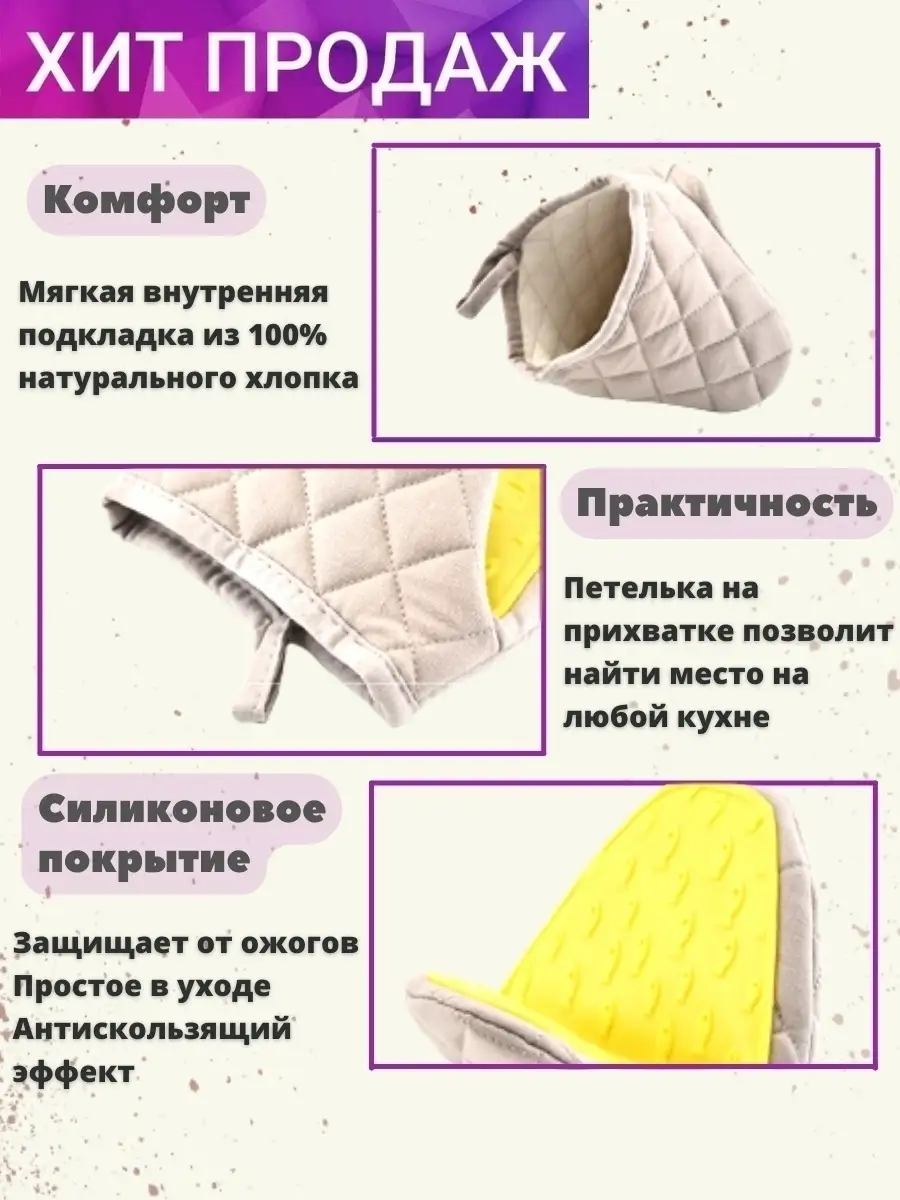 ХИТ ПРОДАЖ
Комфорт
Мягкая внутренняя
подкладка из 100%
натурального хлопка
Практичность
Петелька на
прихватке позволит
найти место на
любой кухне
Силиконовое
покрытие
Защищает от ожогов
Простое в уходе
Антискользящий
эффект